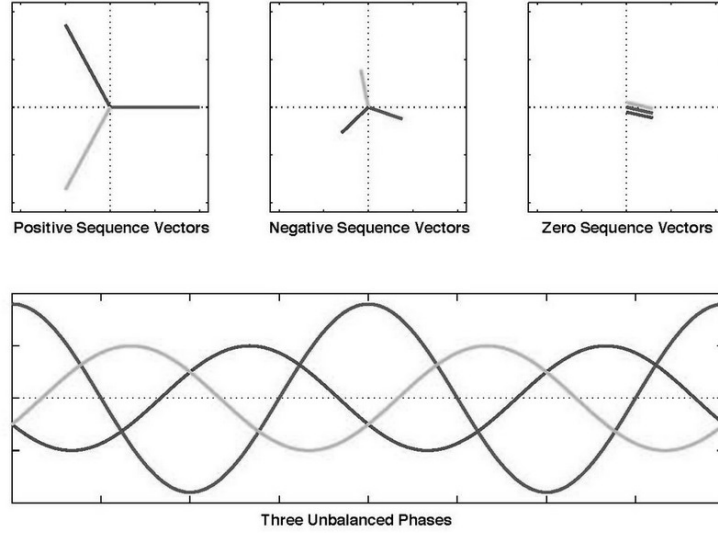 Positive Sequence Vectors
Negative Sequence Vectors
Zero Sequence Vectors
Three Unbalanced Phases